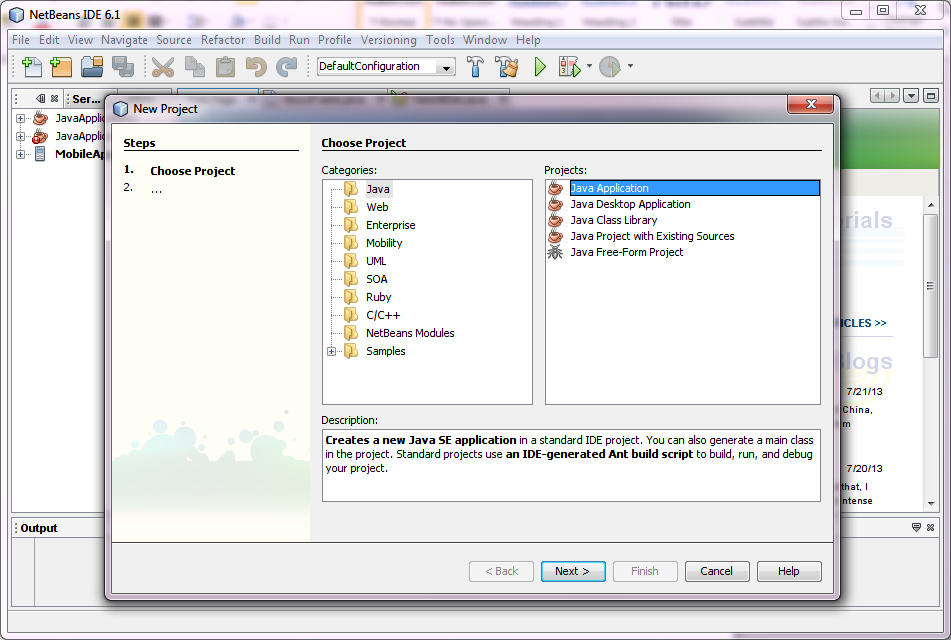 NetBeans IDE 6.1
File Edit View Navigate Source Refactor Build Run Profile Versioning Tools Window Help
DefaultConfiguration
Ser...
JavaApplic
JavaApplic
MobileAp
New Project
Steps
1. Choose Project
2. ...
Choose Project
Categories:
Java
Web
Enterprise
Mobility
UML
SOA
Ruby
C/C++
NetBeans Modules
Samples
Projects:
Java Application
Java Desktop Application
Java Class Library
Java Project with Existing Sources
Java Free-Form Project
Description:
Creates a new Java SE application in a standard IDE project. You can also generate a main class
in the project. Standard projects use an IDE-generated Ant build script to build, run, and debug
your project.
< Back Next > Finish Cancel Help
orials
ICLES >>
Blogs
7/21/13
China,
m
7/20/13
that, I
ntense
Output